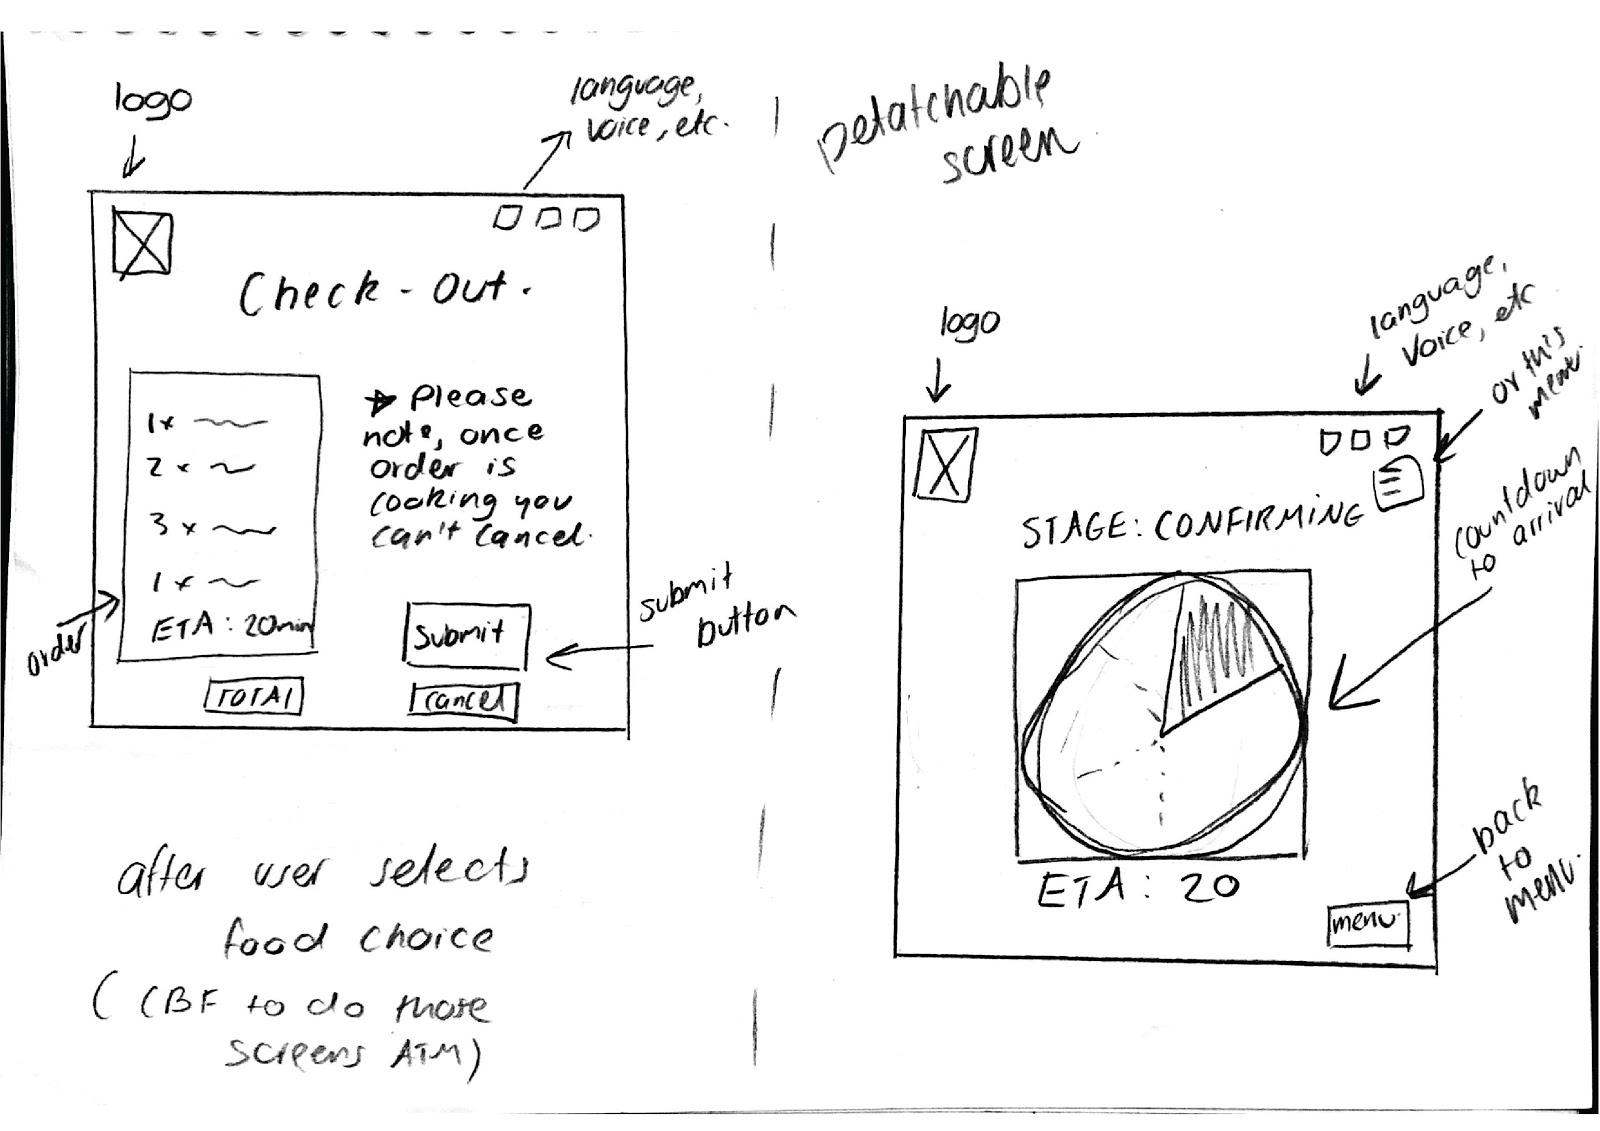 logo
language,
voice, etc.
Check - Out.
1x
2x
3x
1x
ETA : 20min
order
TOTAl
Please
note, once
order is
cooking you
can't cancel.
Submit
cancel
submit
button
after user selects
food choice
( CBF to do those
screens ATM)
Detatchable
screen
logo
language,
Voice, etc
or this
menu.
STAGE: CONFIRMING
countdown
to arrival
ETA : 20
menu.
back
to
menu.